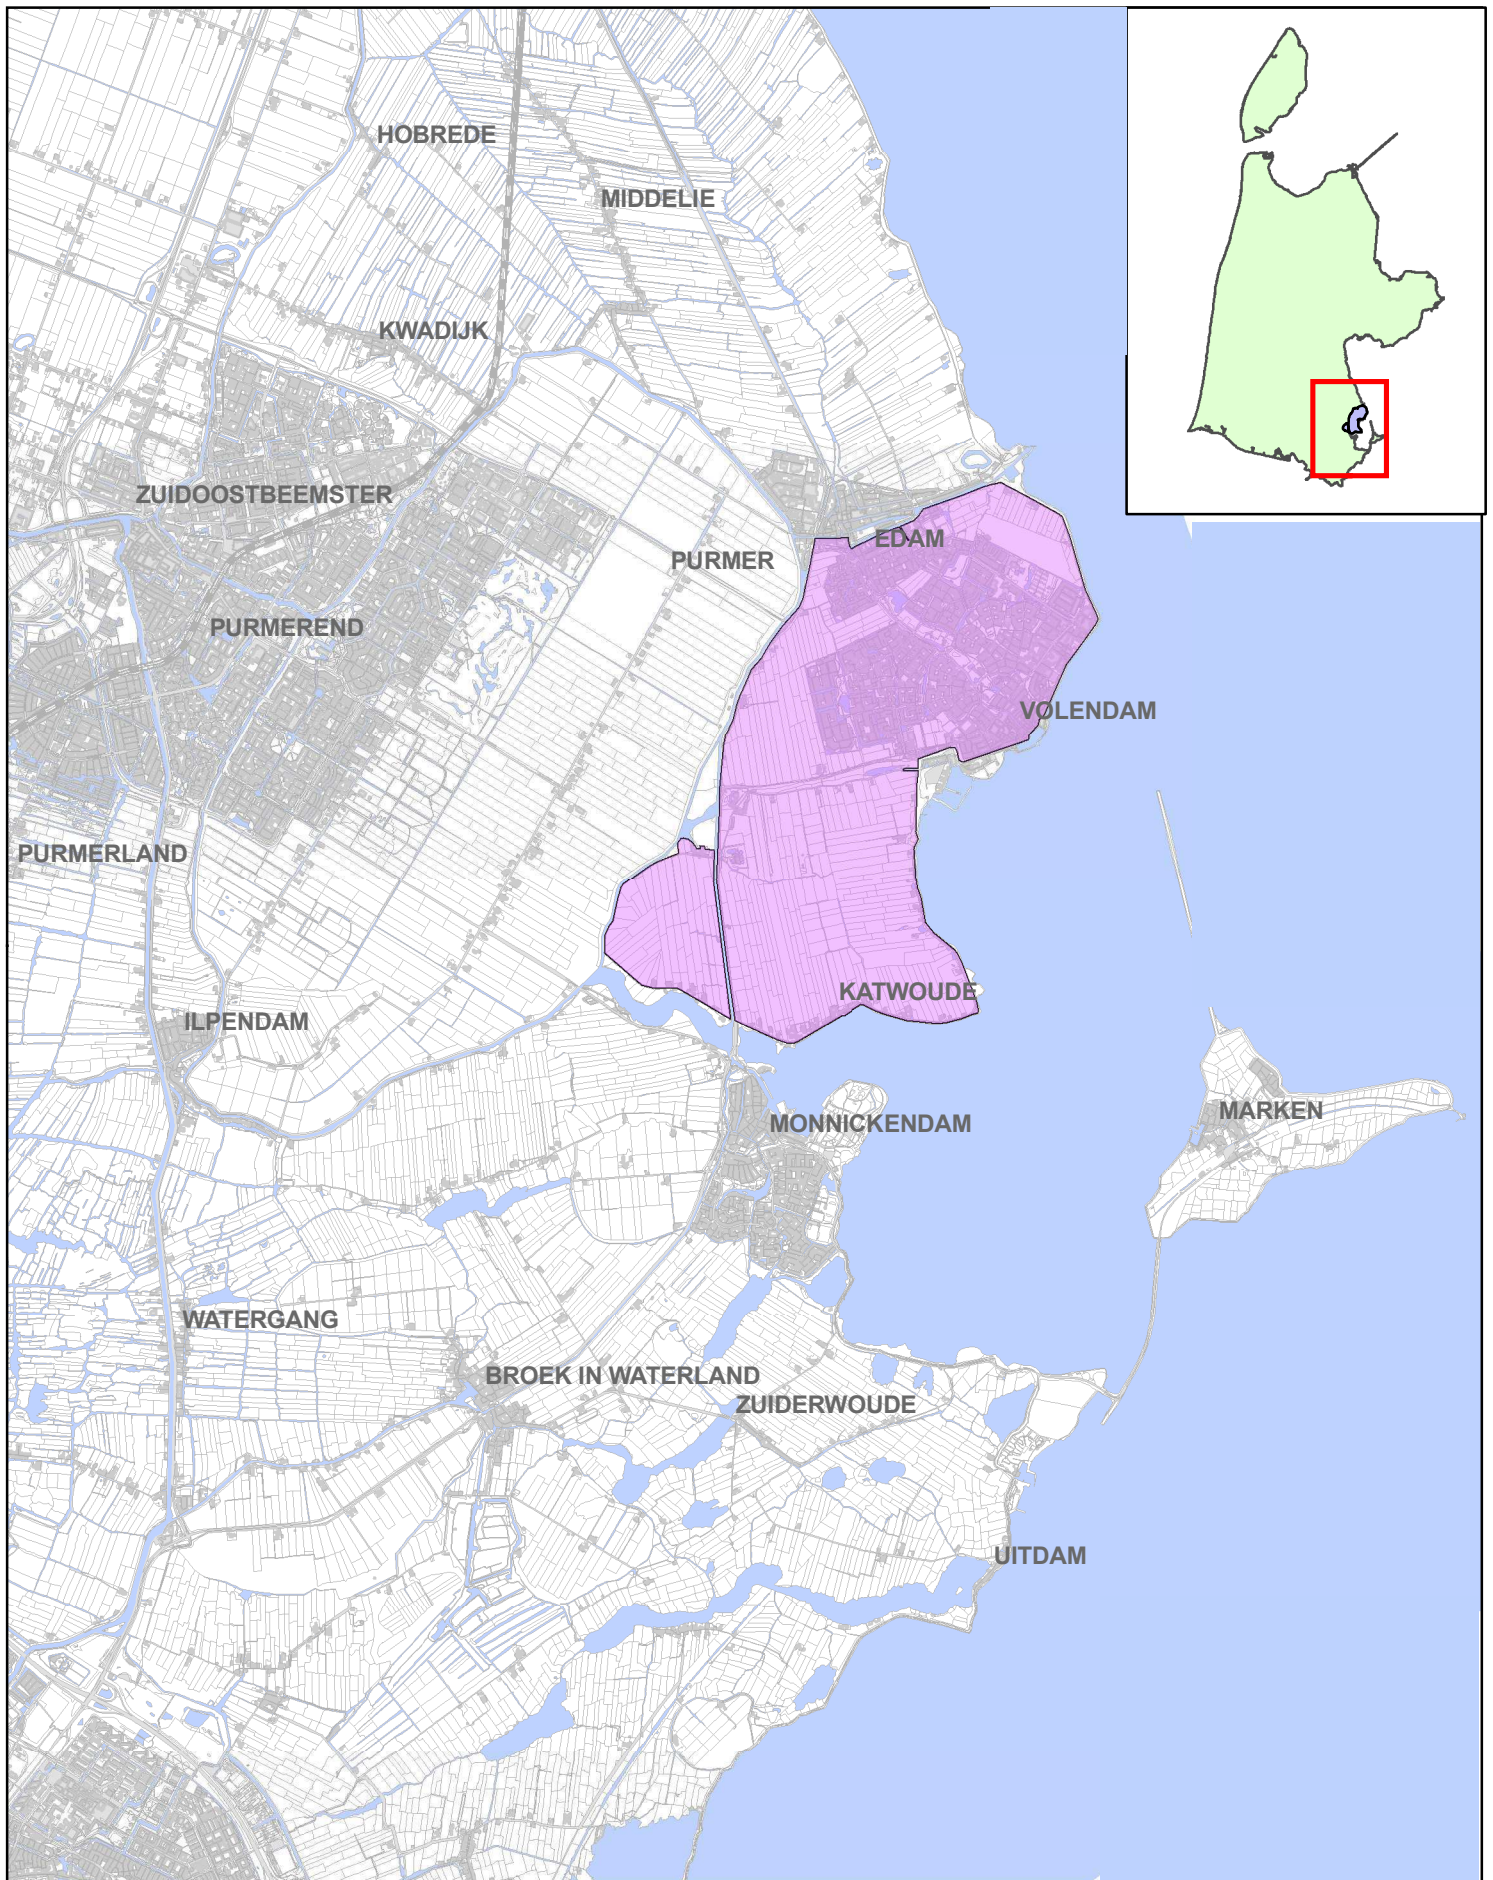 HOBREDE
MIDDELIE
KWADIJK
ZUIDOOSTBEEMSTER
EDAM
PURMER
PURMEREND
VOLENDAM
PURMERLAND
KATWOUDE
ILPENDAM
MARKEN
MONNICKENDAM
WATERGANG
BROEK IN WATERLAND
ZUIDERWOUDE
UITDAM